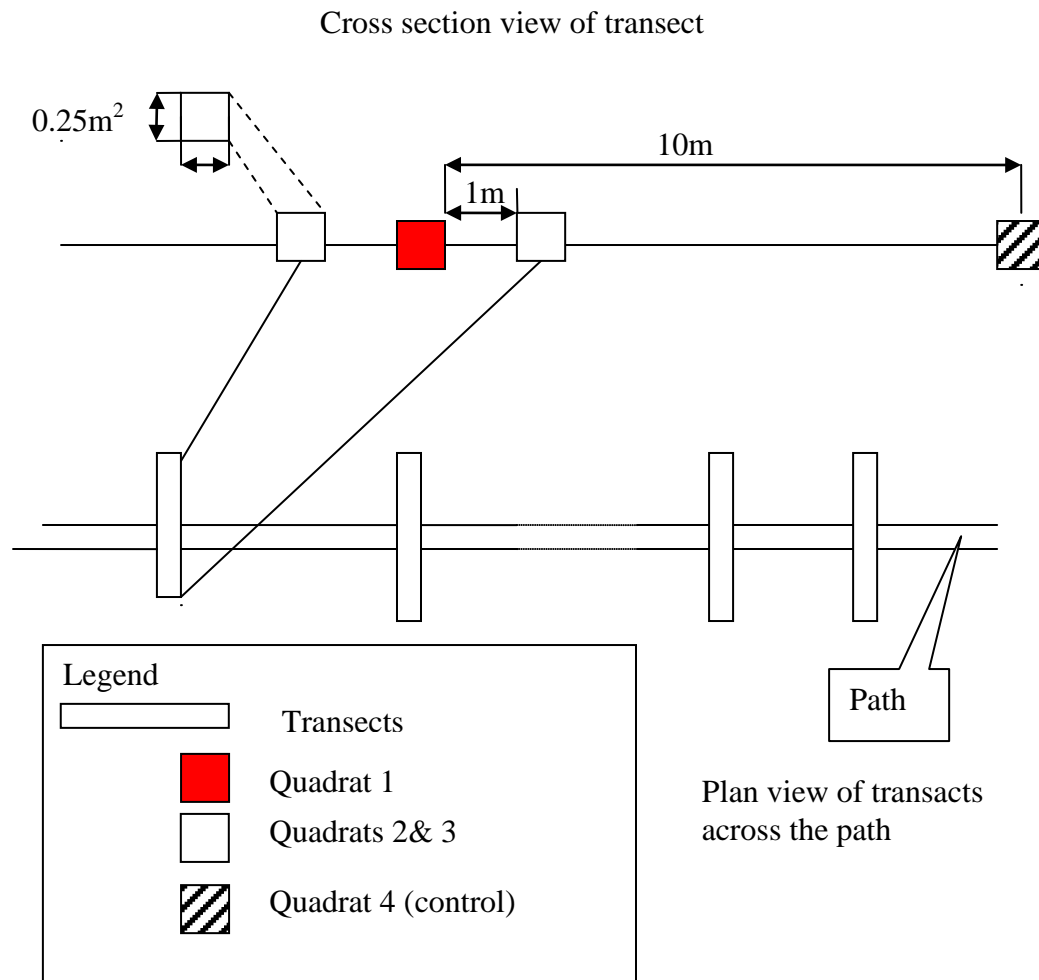 Cross section view of transect
0.25m²
10m
1m
Path
Legend
Transects
Quadrat 1
Quadrats 2& 3
Quadrat 4 (control)
Plan view of transacts
across the path